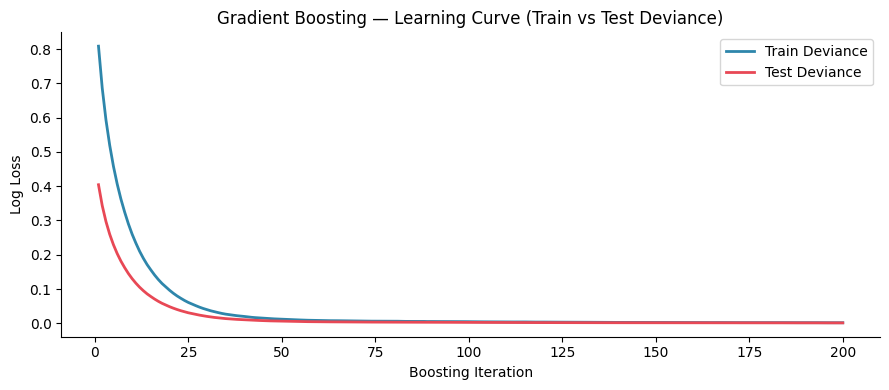 Gradient Boosting — Learning Curve (Train vs Test Deviance)
Train Deviance
Test Deviance
Log Loss
0.8
0.7
0.6
0.5
0.4
0.3
0.2
0.1
0.0
0 25 50 75 100 125 150 175 200
Boosting Iteration